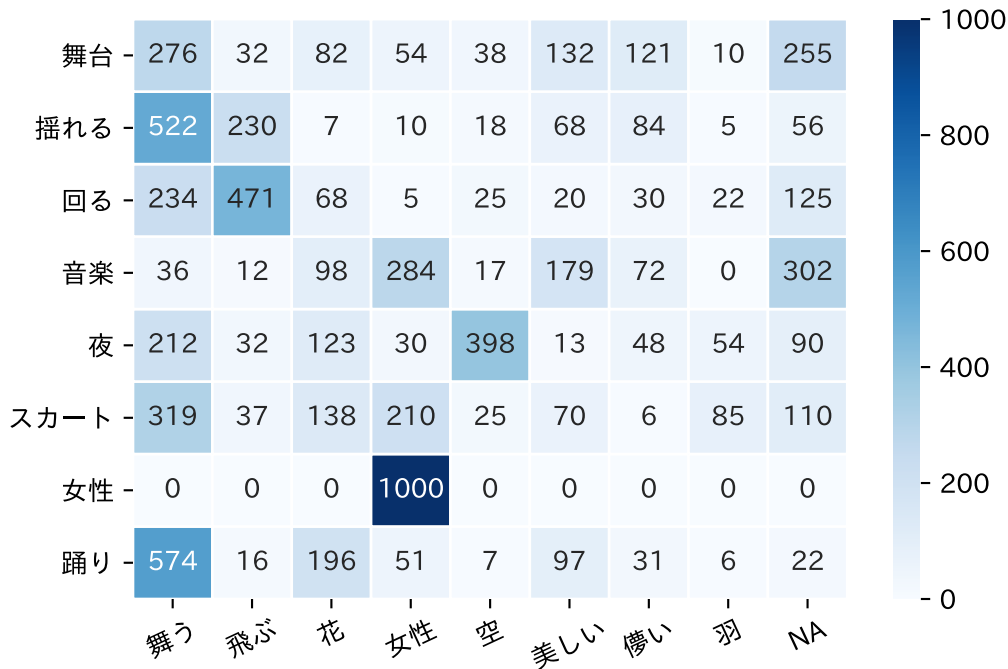 舞台 276 32 82 54 38 132 121 10 255
揺れる 522 230 7 10 18 68 84 5 56
回る 234 471 68 5 25 20 30 22 125
音楽 36 12 98 284 17 179 72 0 302
夜 212 32 123 30 398 13 48 54 90
スカート 319 37 138 210 25 70 6 85 110
女性 0 0 0 1000 0 0 0 0 0
踊り 574 16 196 51 7 97 31 6 22
舞う 飛ぶ 花 女性 空 美しい 儚い 羽 NA
1000
800
600
400
200
0